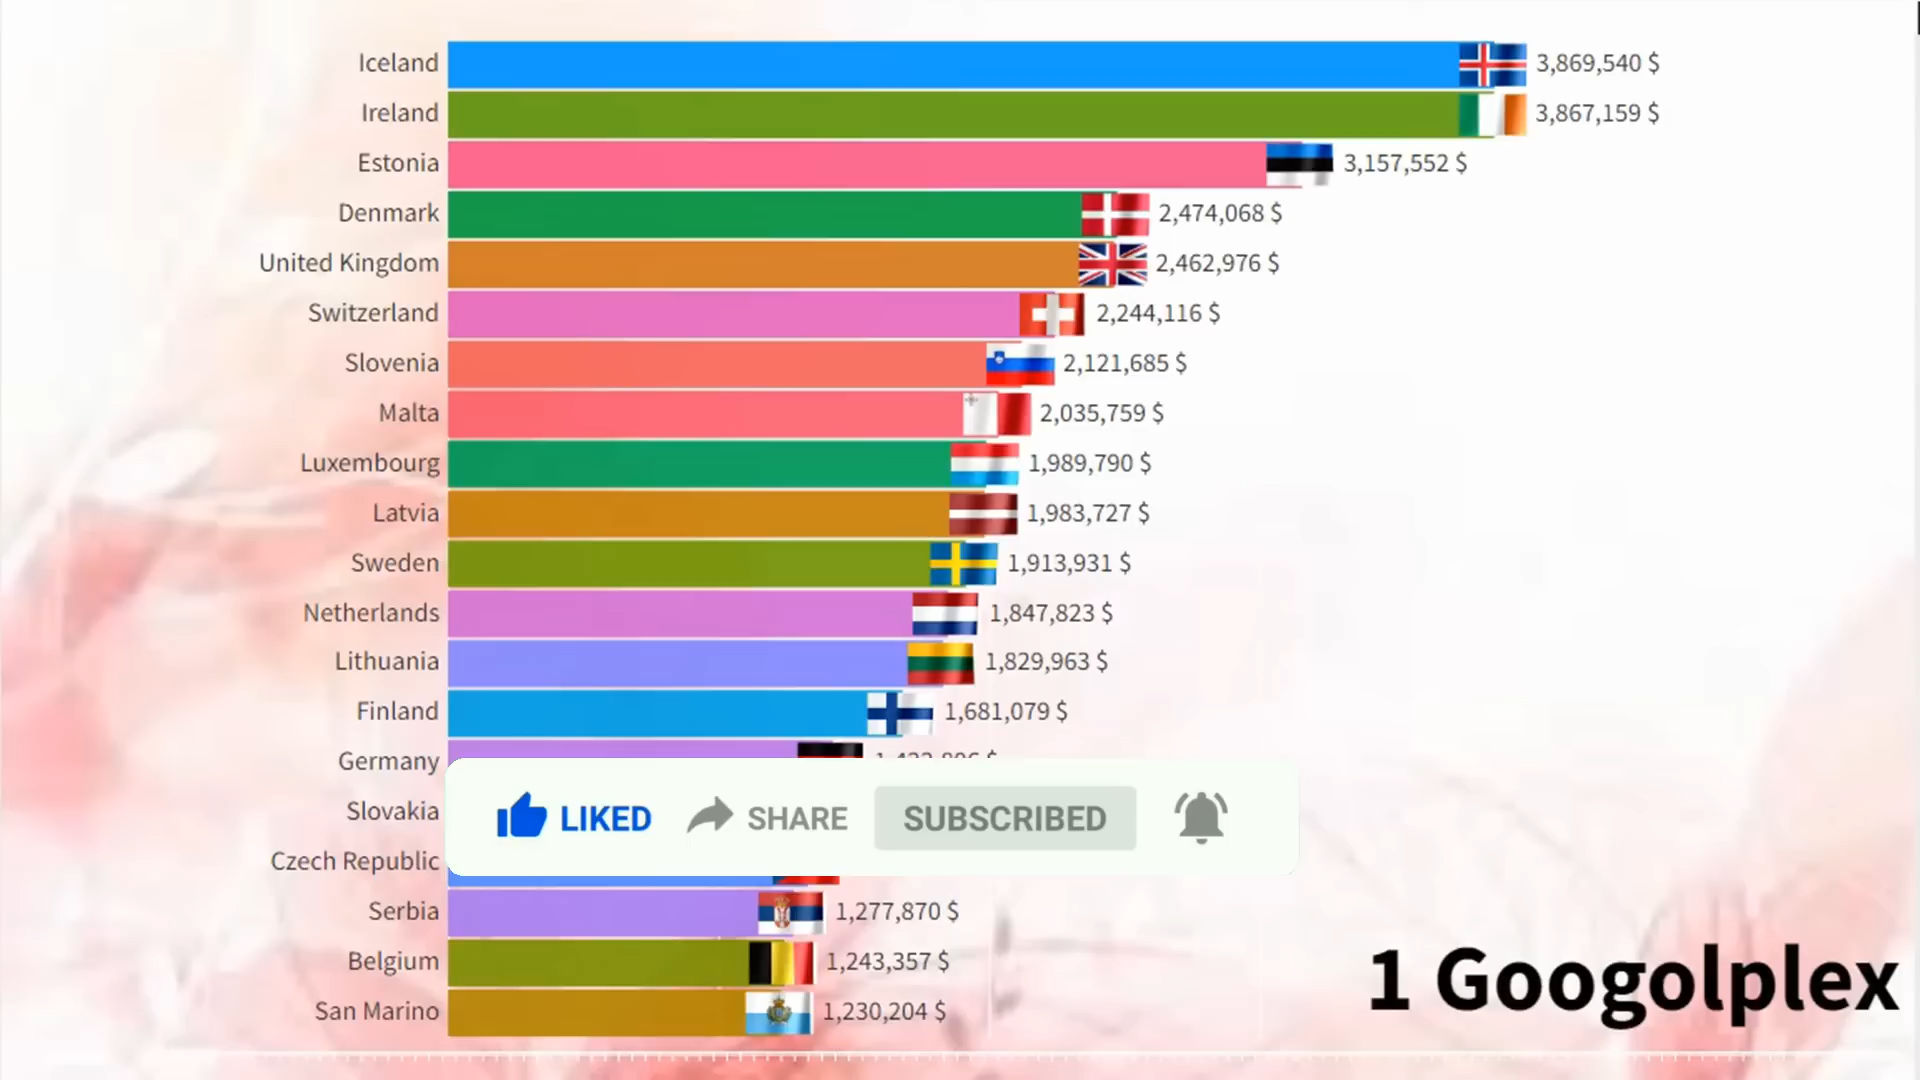 Iceland 3,869,540 $
Ireland 3,867,159 $
Estonia 3,157,552 $
Denmark 2,474,068 $
United Kingdom 2,462,976 $
Switzerland 2,244,116 $
Slovenia 2,121,685 $
Malta 2,035,759 $
Luxembourg 1,989,790 $
Latvia 1,983,727 $
Sweden 1,913,931 $
Netherlands 1,847,823 $
Lithuania 1,829,963 $
Finland 1,681,079 $
Germany
Slovakia
LIKED SHARE SUBSCRIBED
Czech Republic
Serbia 1,277,870 $
Belgium 1,243,357 $
San Marino 1,230,204 $
1 Googolplex